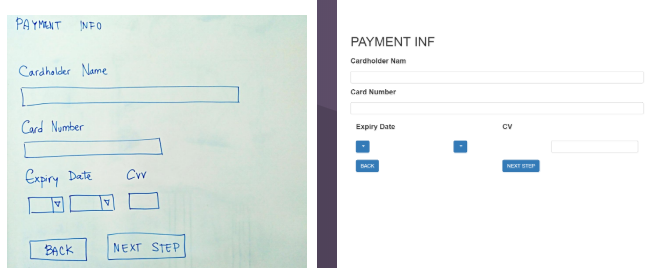 PAYMENT INFO
Cardholder Name
Card Number
Expiry Date CVV
BACK NEXT STEP
PAYMENT INF
Cardholder Nam
Card Number
Expiry Date CV
BACK NEXT STEP